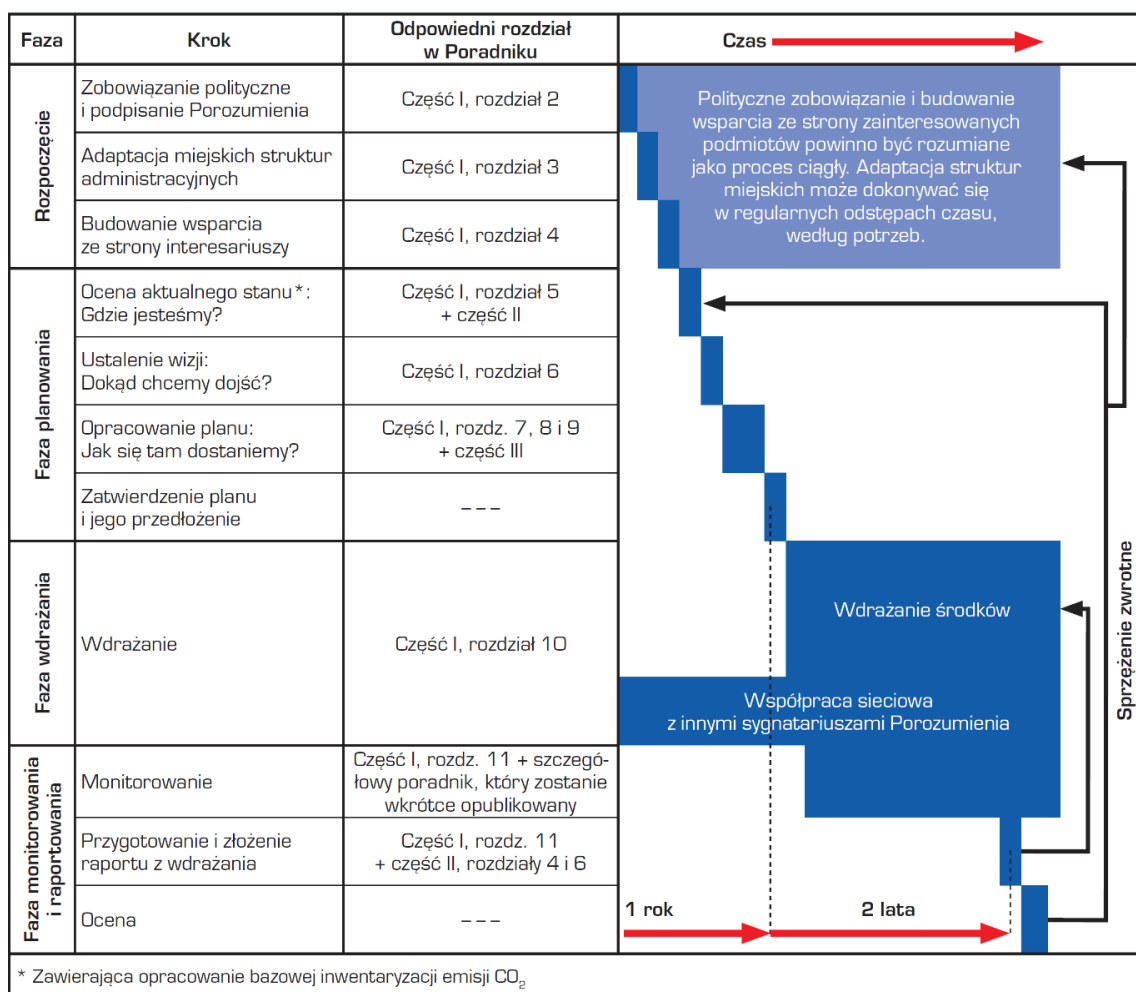 Faza
Krok
Odpowiedni rozdział
w Poradniku
Czas
Rozpoczęcie
Zobowiązanie polityczne
i podpisanie Porozumienia
Część I, rozdział 2
Adaptacja miejskich struktur
administracyjnych
Część I, rozdział 3
Budowanie wsparcia
ze strony interesariuszy
Część I, rozdział 4
Polityczne zobowiązanie i budowanie
wsparcia ze strony zainteresowanych
podmiotów powinno być rozumiane
jako proces ciągły. Adaptacja struktur
miejskich może dokonywać się
w regularnych odstępach czasu,
według potrzeb.
Faza planowania
Ocena aktualnego stanu*:
Gdzie jesteśmy?
Część I, rozdział 5
+ część II
Ustalenie wizji:
Dokąd chcemy dojść?
Część I, rozdział 6
Opracowanie planu:
Jak się tam dostaniemy?
Część I, rozdz. 7, 8 i 9
+ część III
Zatwierdzenie planu
i jego przedłożenie
– – –
Faza wdrażania
Wdrażanie
Część I, rozdział 10
Wdrażanie środków
Współpraca sieciowa
z innymi sygnatariuszami Porozumienia
Sprzężenie zwrotne
Faza monitorowania
i raportowania
Monitorowanie
Część I, rozdz. 11 + szczegó-
łowy poradnik, który zostanie
wkrótce opublikowany
Przygotowanie i złożenie
raportu z wdrażania
Część I, rozdz. 11
+ część II, rozdziały 4 i 6
Ocena
– – –
1 rok
2 lata
* Zawierająca opracowanie bazowej inwentaryzacji emisji CO₂